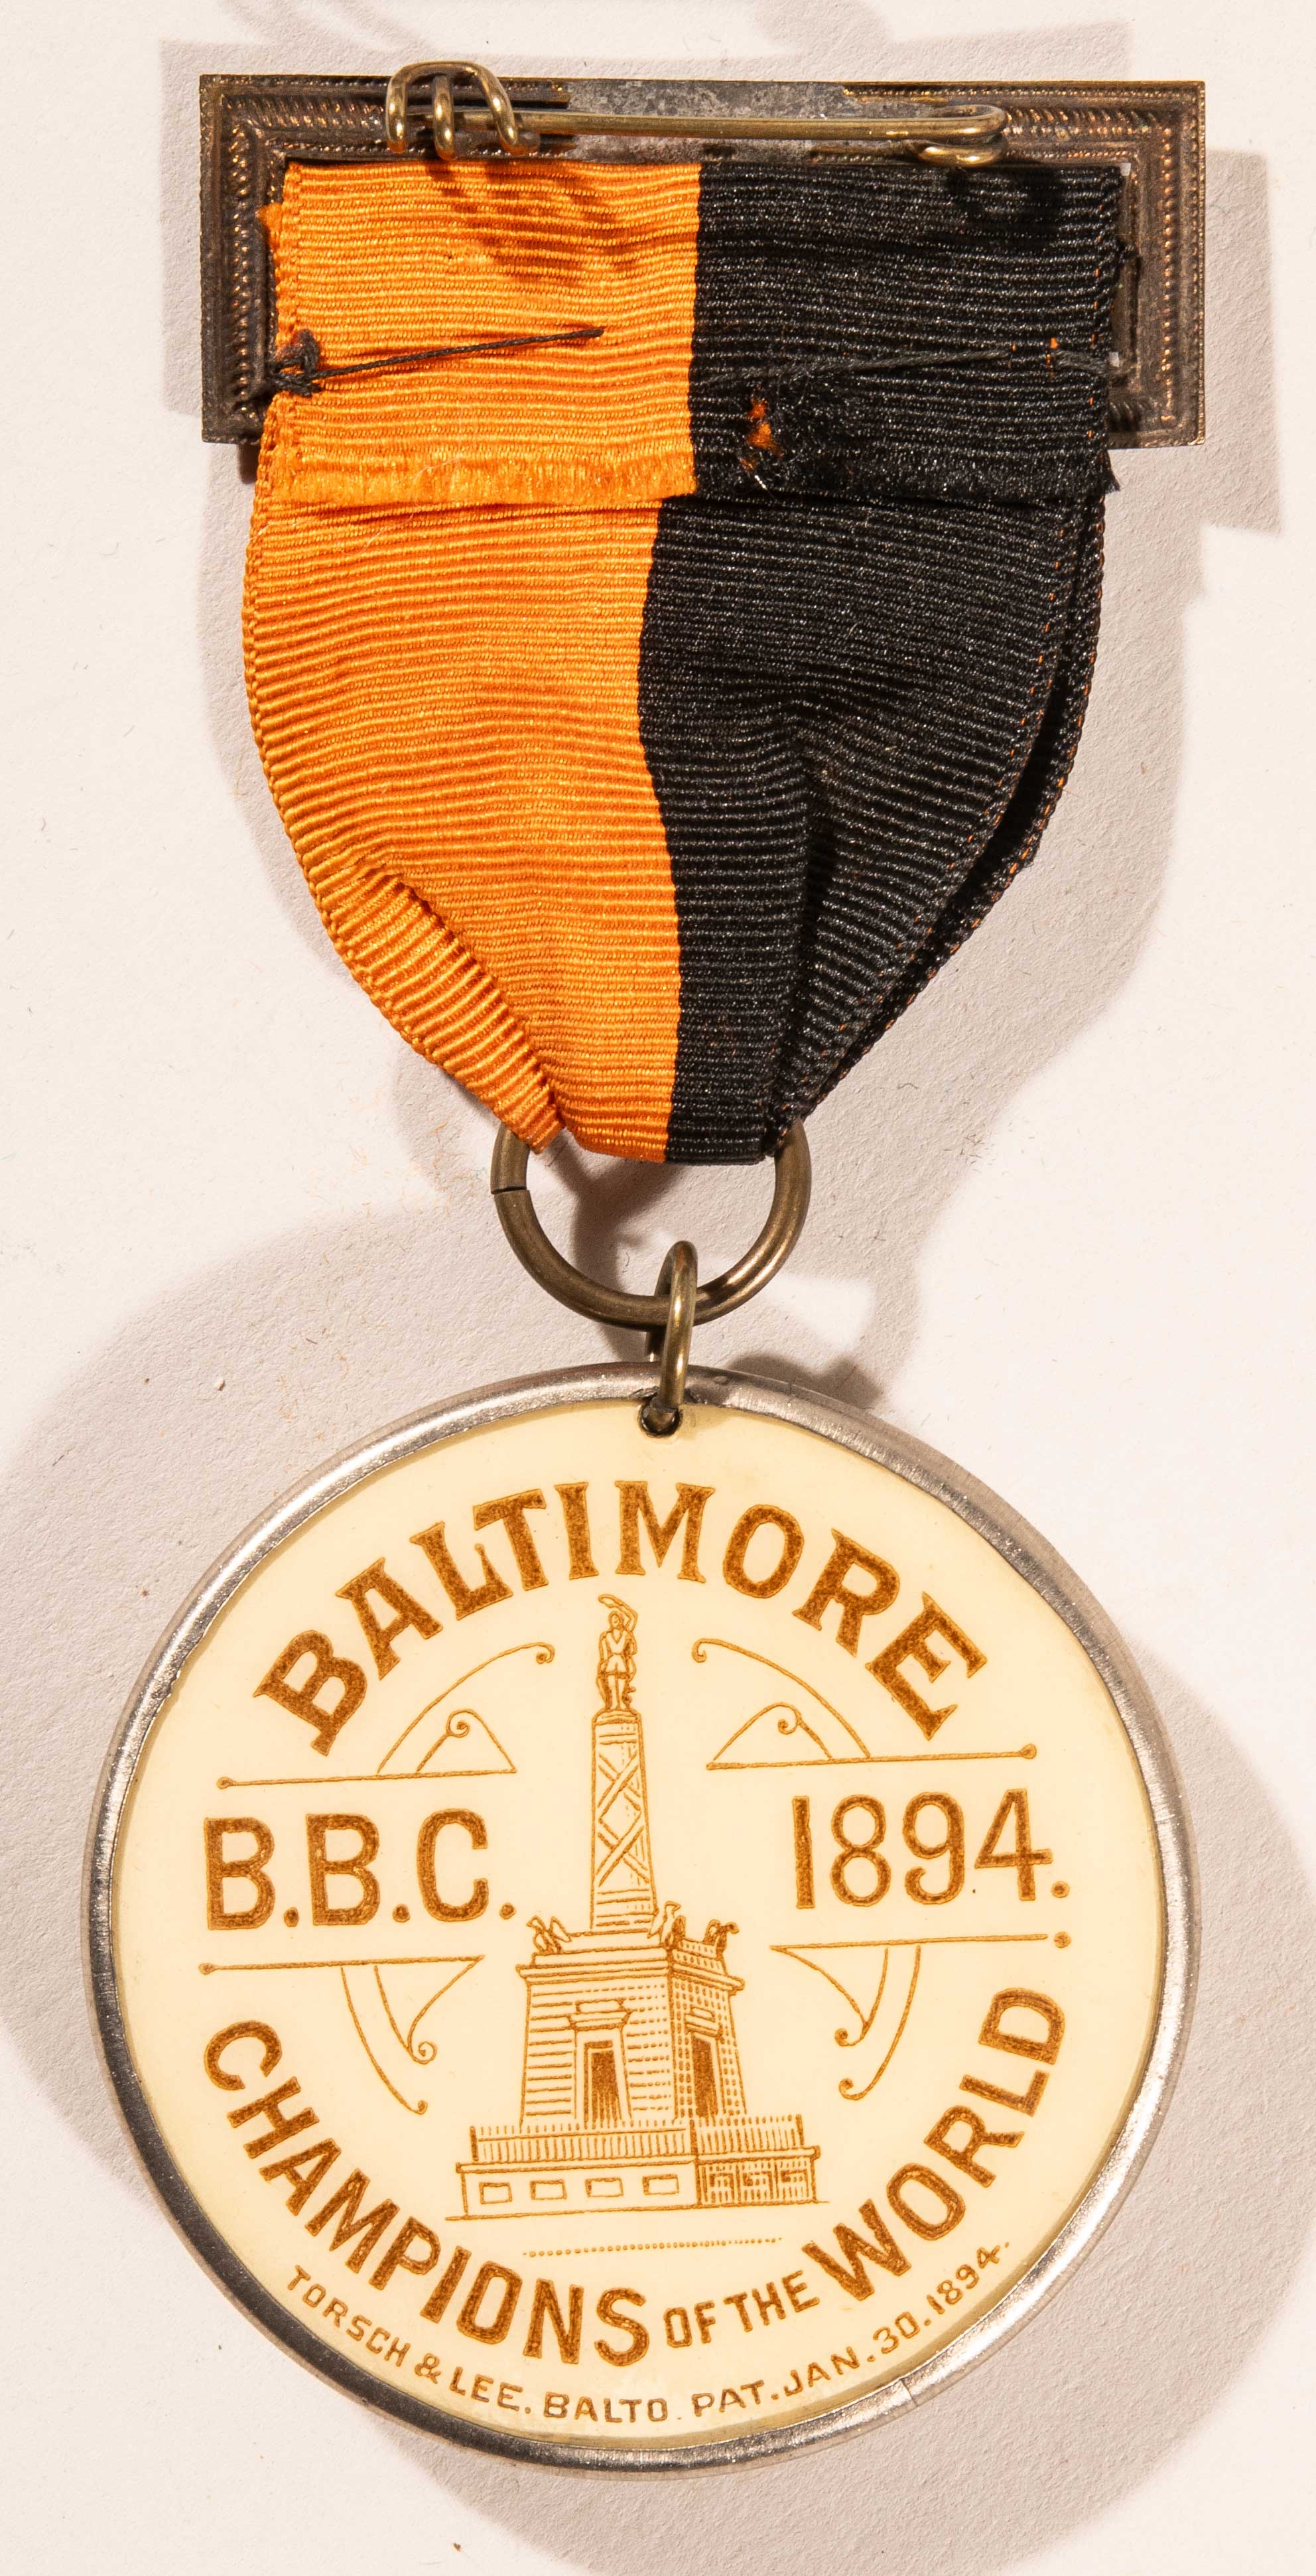 BALTIMORE
B.B.C. 1894.
CHAMPIONS OF THE WORLD
TORSCH & LEE. BALTO. PAT. JAN. 30. 1894.